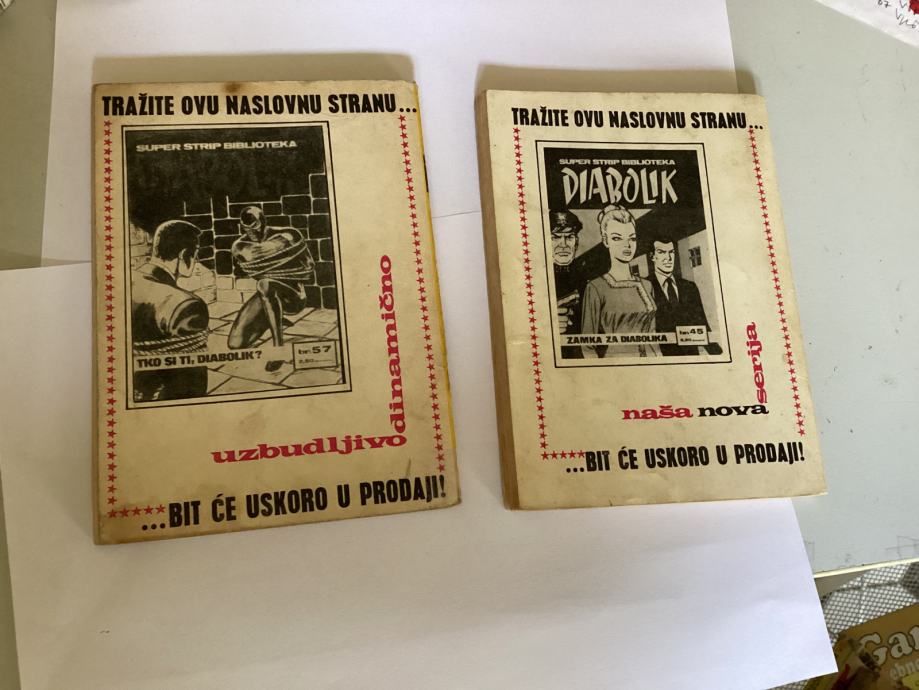 TRAŽITE OVU NASLOVNU STRANU...
SUPER STRIP BIBLIOTEKA
TKO SI TI, DIABOLIK?
br. 57
dinamično
uzbudljivo
...BIT ĆE USKORO U PRODAJI!
TRAŽITE OVU NASLOVNU STRANU...
SUPER STRIP BIBLIOTEKA
DIABOLIK
br. 45
ZAMKA ZA DIABOLIKA
serija
naša nova
...BIT ĆE USKORO U PRODAJI!